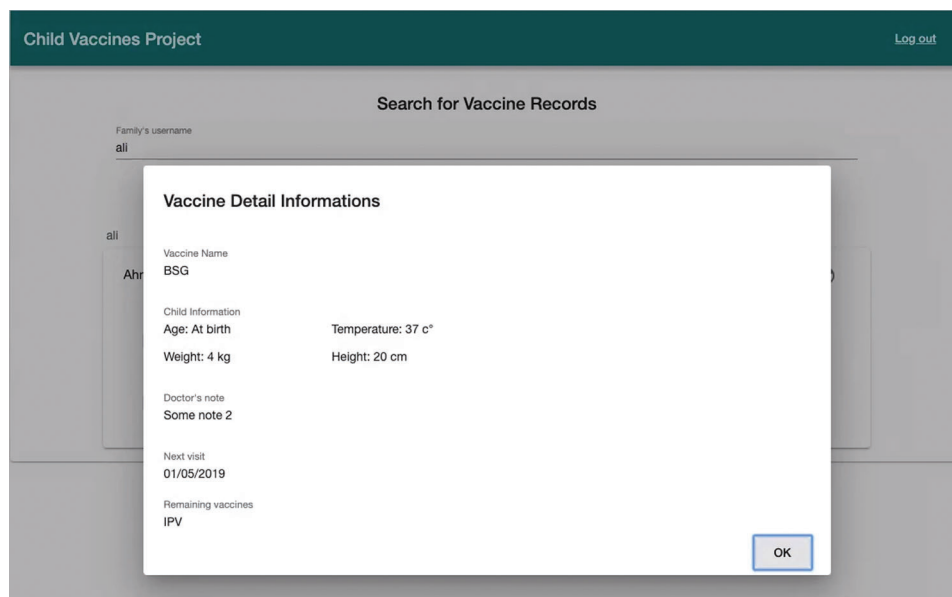 Child Vaccines Project
Log out
Search for Vaccine Records
Family's username
ali
ali
Vaccine Detail Informations
Vaccine Name
BSG
Child Information
Age: At birth Temperature: 37 c°
Weight: 4 kg Height: 20 cm
Doctor's note
Some note 2
Next visit
01/05/2019
Remaining vaccines
IPV
OK